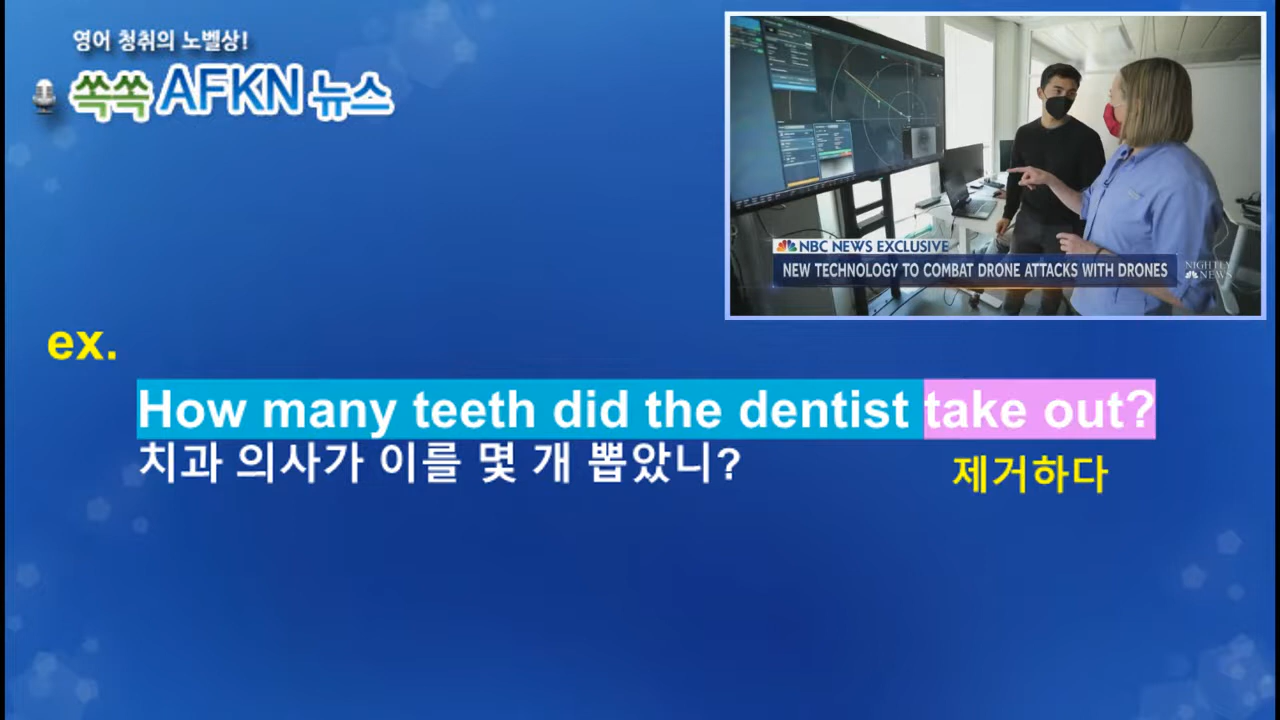 영어 청취의 노벨상!
쏙쏙 AFKN 뉴스
NBC NEWS EXCLUSIVE
NEW TECHNOLOGY TO COMBAT DRONE ATTACKS WITH DRONES
NIGHTLY
NEWS
ex.
How many teeth did the dentist take out?
치과 의사가 이를 몇 개 뽑았니?
제거하다